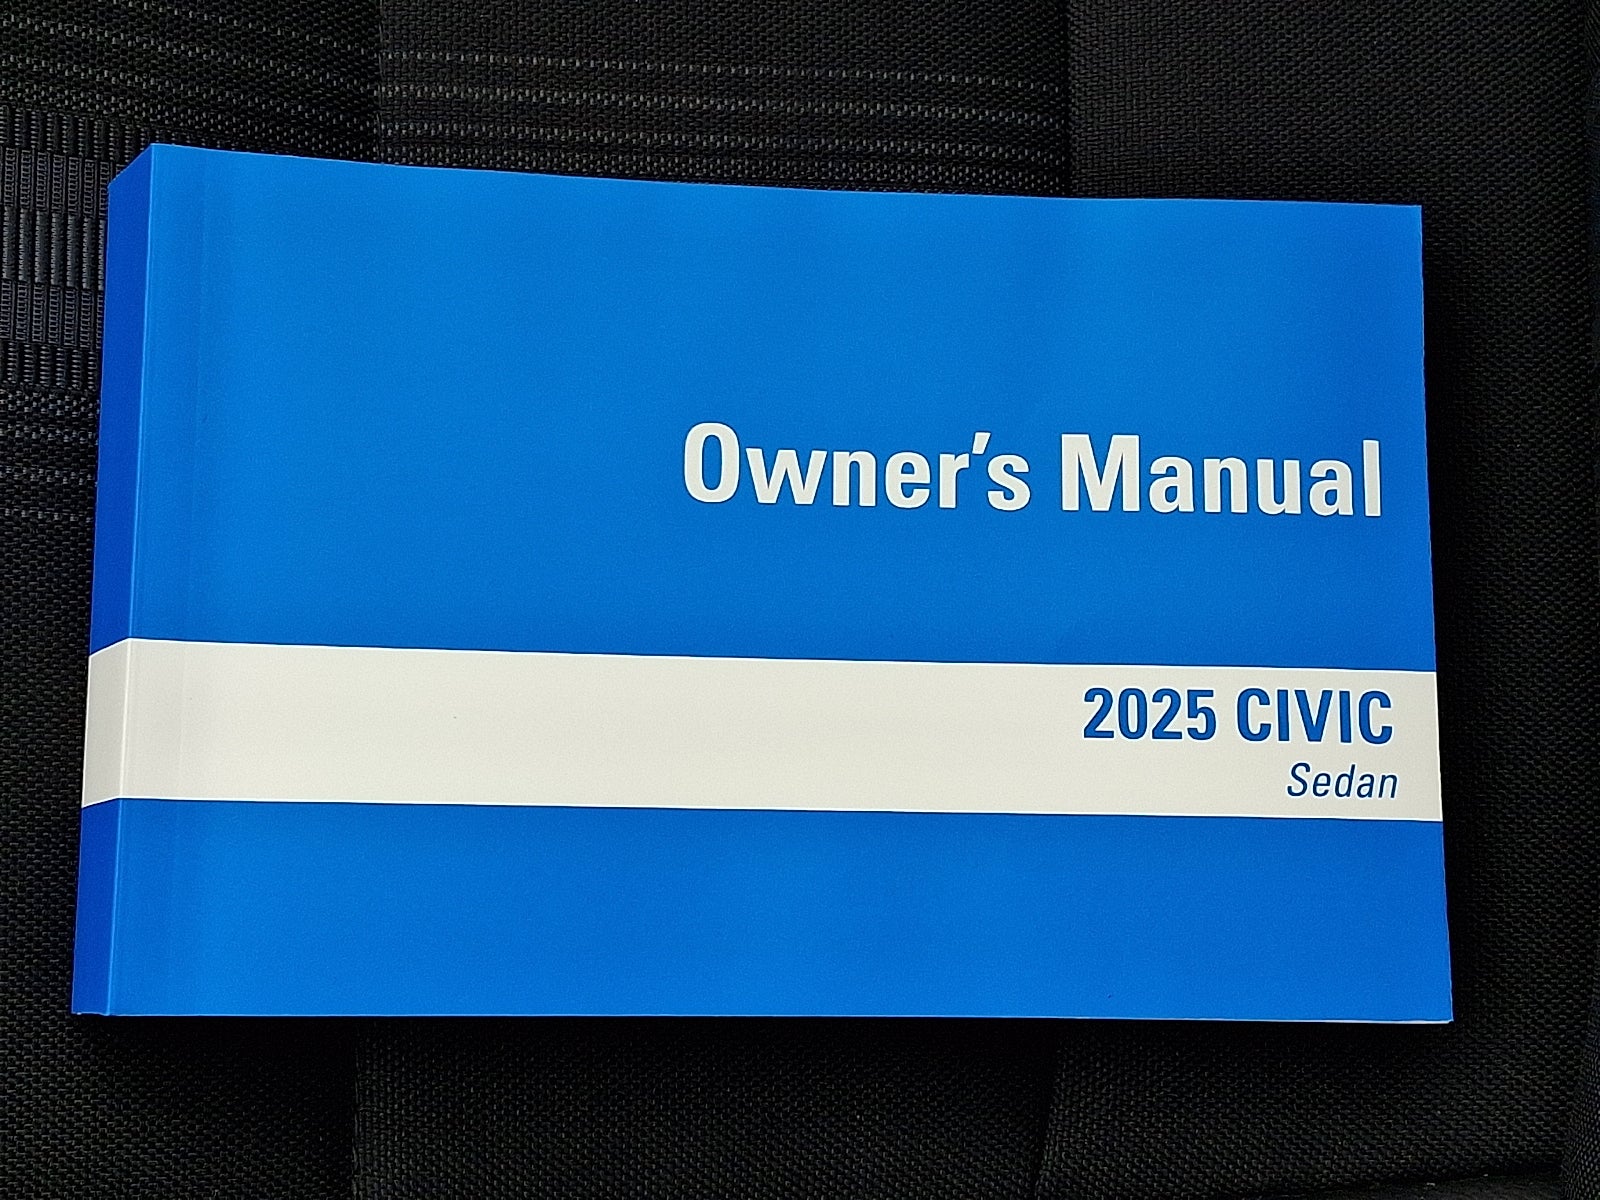 Owner's Manual
2025 CIVIC
Sedan